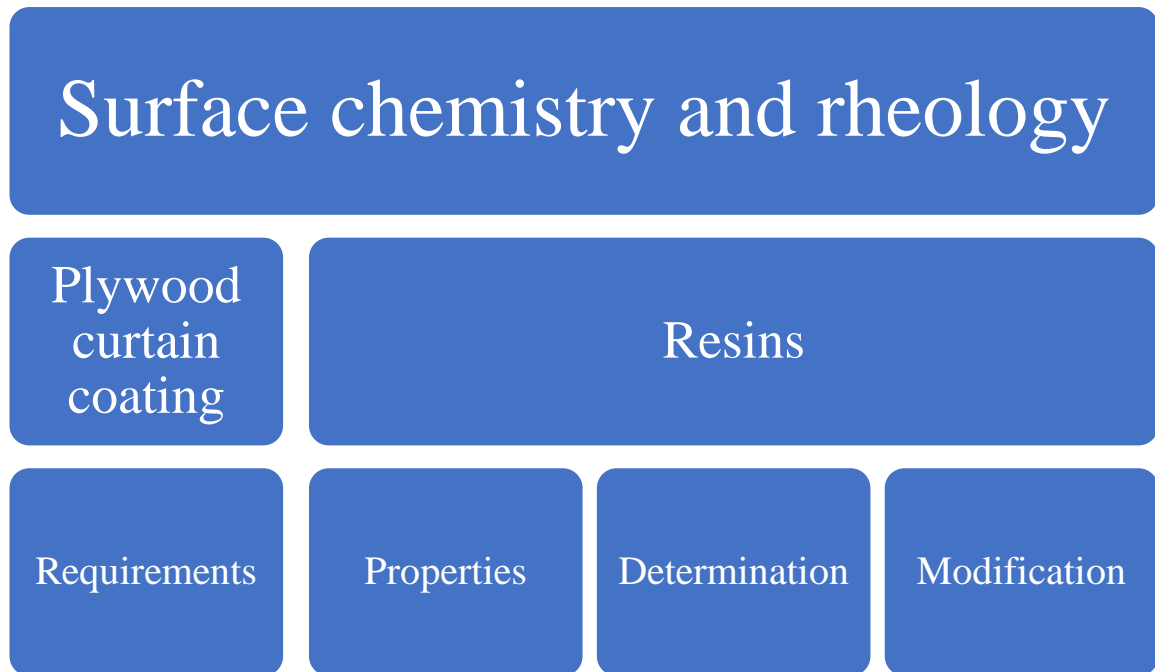 Surface chemistry and rheology
Plywood
curtain
coating
Resins
Requirements
Properties
Determination
Modification